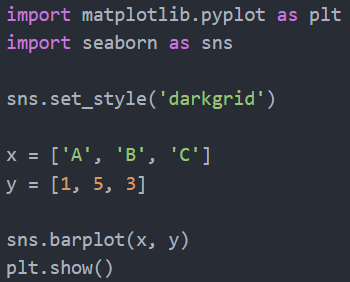 import matplotlib.pyplot as plt
import seaborn as sns
sns.set_style('darkgrid')
x = ['A', 'B', 'C']
y = [1, 5, 3]
sns.barplot(x, y)
plt.show()